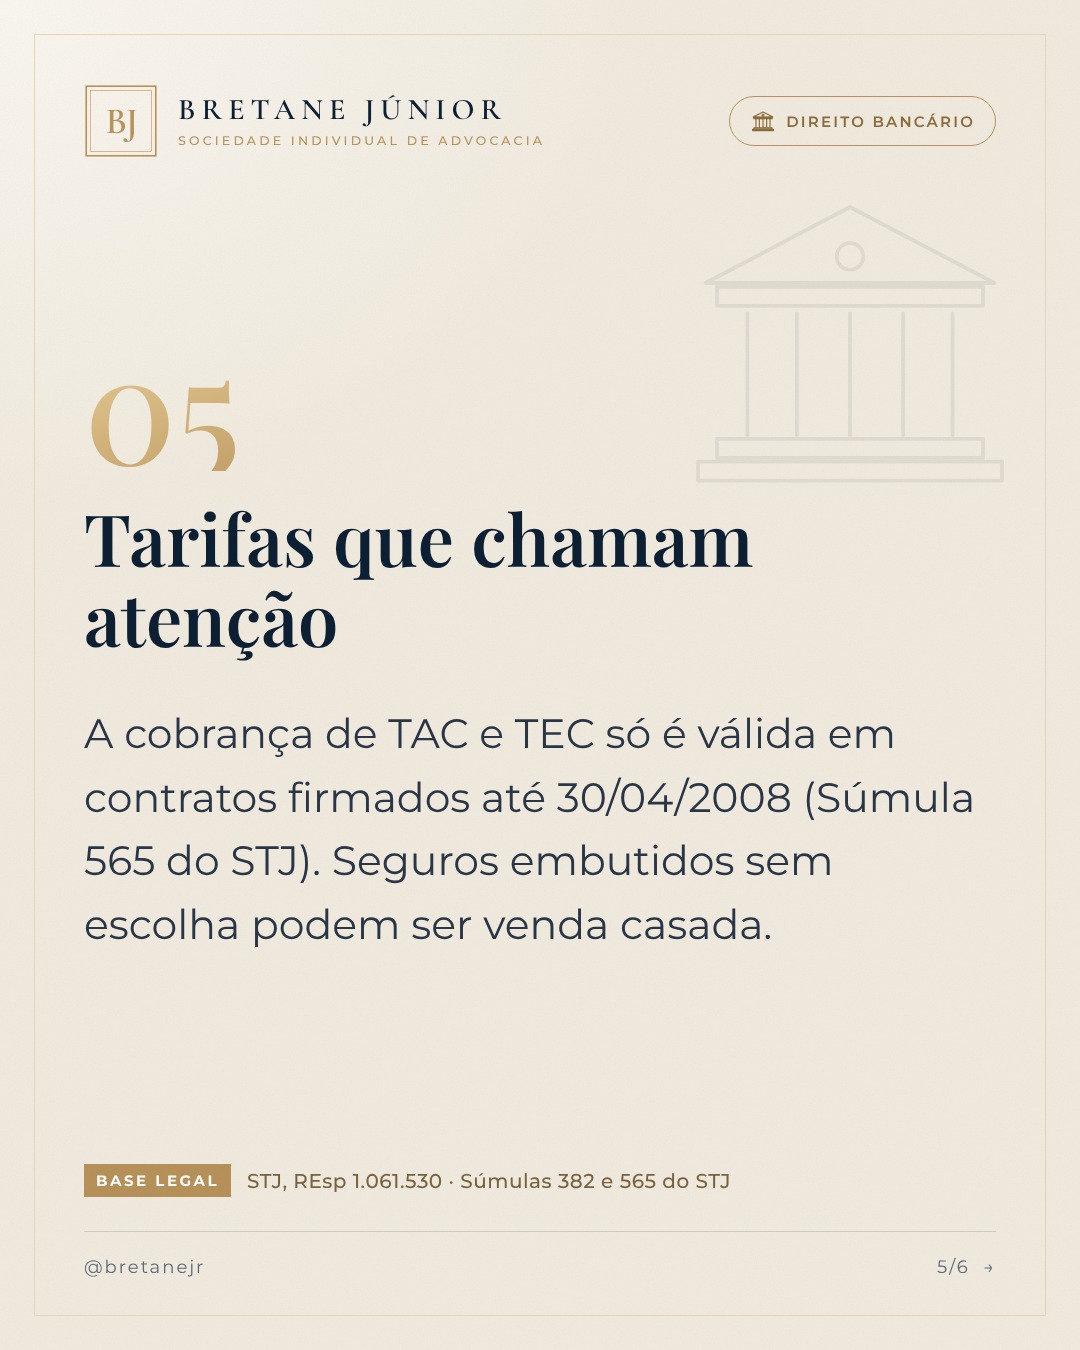 BJ
BRETANE JÚNIOR
SOCIEDADE INDIVIDUAL DE ADVOCACIA
DIREITO BANCÁRIO
05
Tarifas que chamam
atenção
A cobrança de TAC e TEC só é válida em
contratos firmados até 30/04/2008 (Súmula
565 do STJ). Seguros embutidos sem
escolha podem ser venda casada.
BASE LEGAL STJ, REsp 1.061.530 · Súmulas 382 e 565 do STJ
@bretanejr
5/6 →